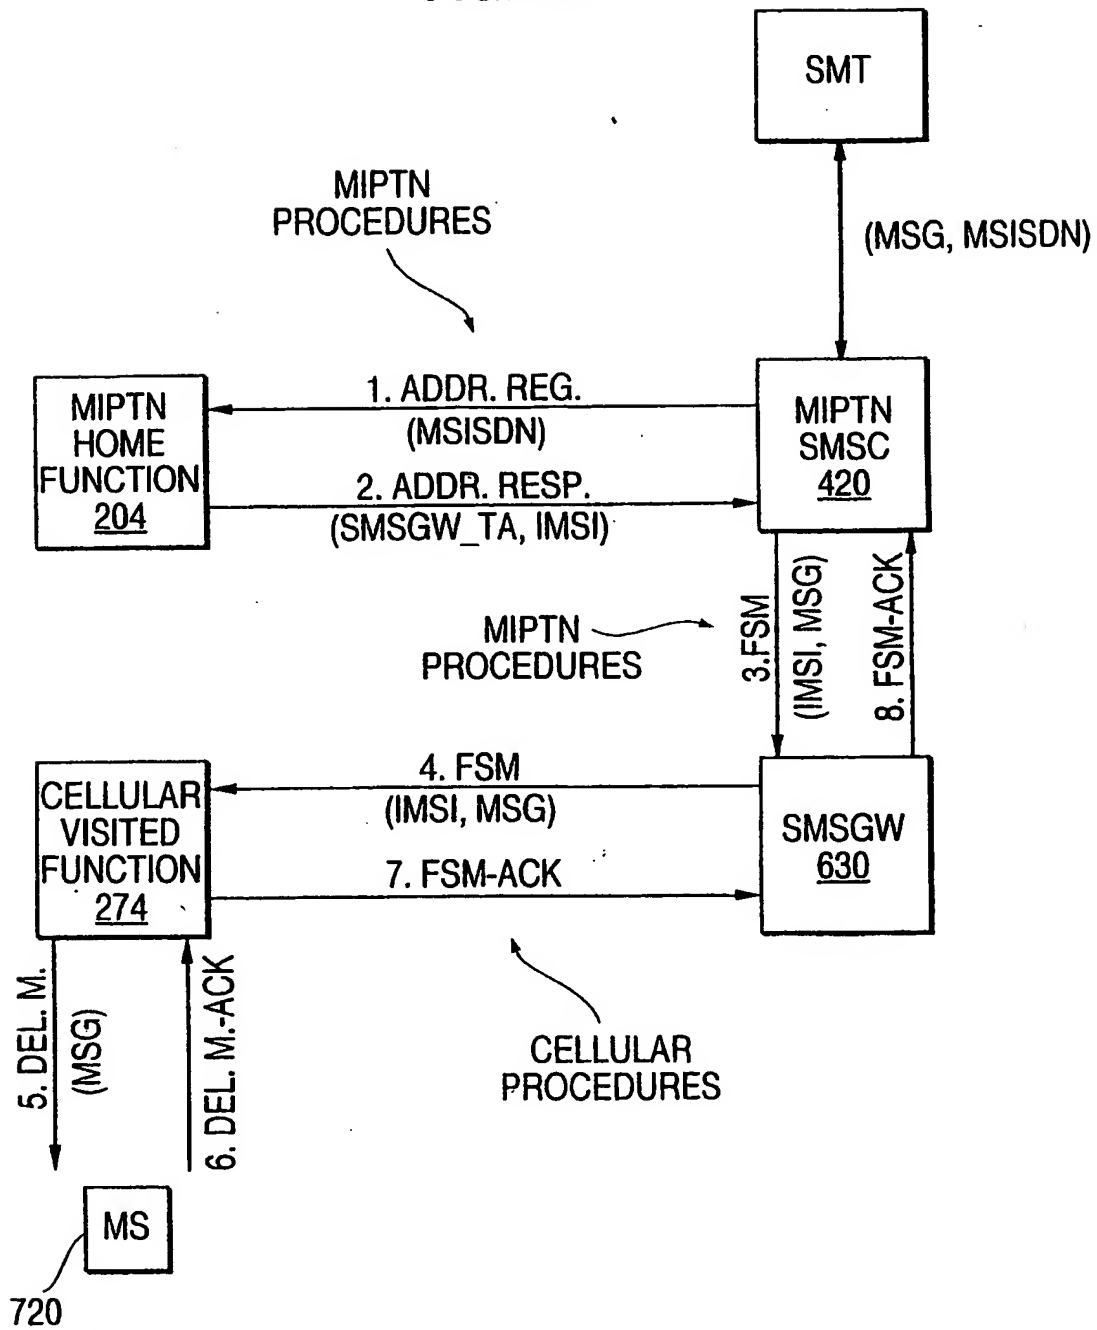 SMT
(MSG, MSISDN)
MIPTN
PROCEDURES
MIPTN
HOME
FUNCTION
204
1. ADDR. REG.
(MSISDN)
2. ADDR. RESP.
(SMSGW_TA, IMSI)
MIPTN
SMSC
420
MIPTN
PROCEDURES
3.FSM
(IMSI, MSG)
8. FSM-ACK
CELLULAR
VISITED
FUNCTION
274
4. FSM
(IMSI, MSG)
7. FSM-ACK
SMSGW
630
5. DEL. M.
(MSG)
6. DEL. M.-ACK
CELLULAR
PROCEDURES
MS
720